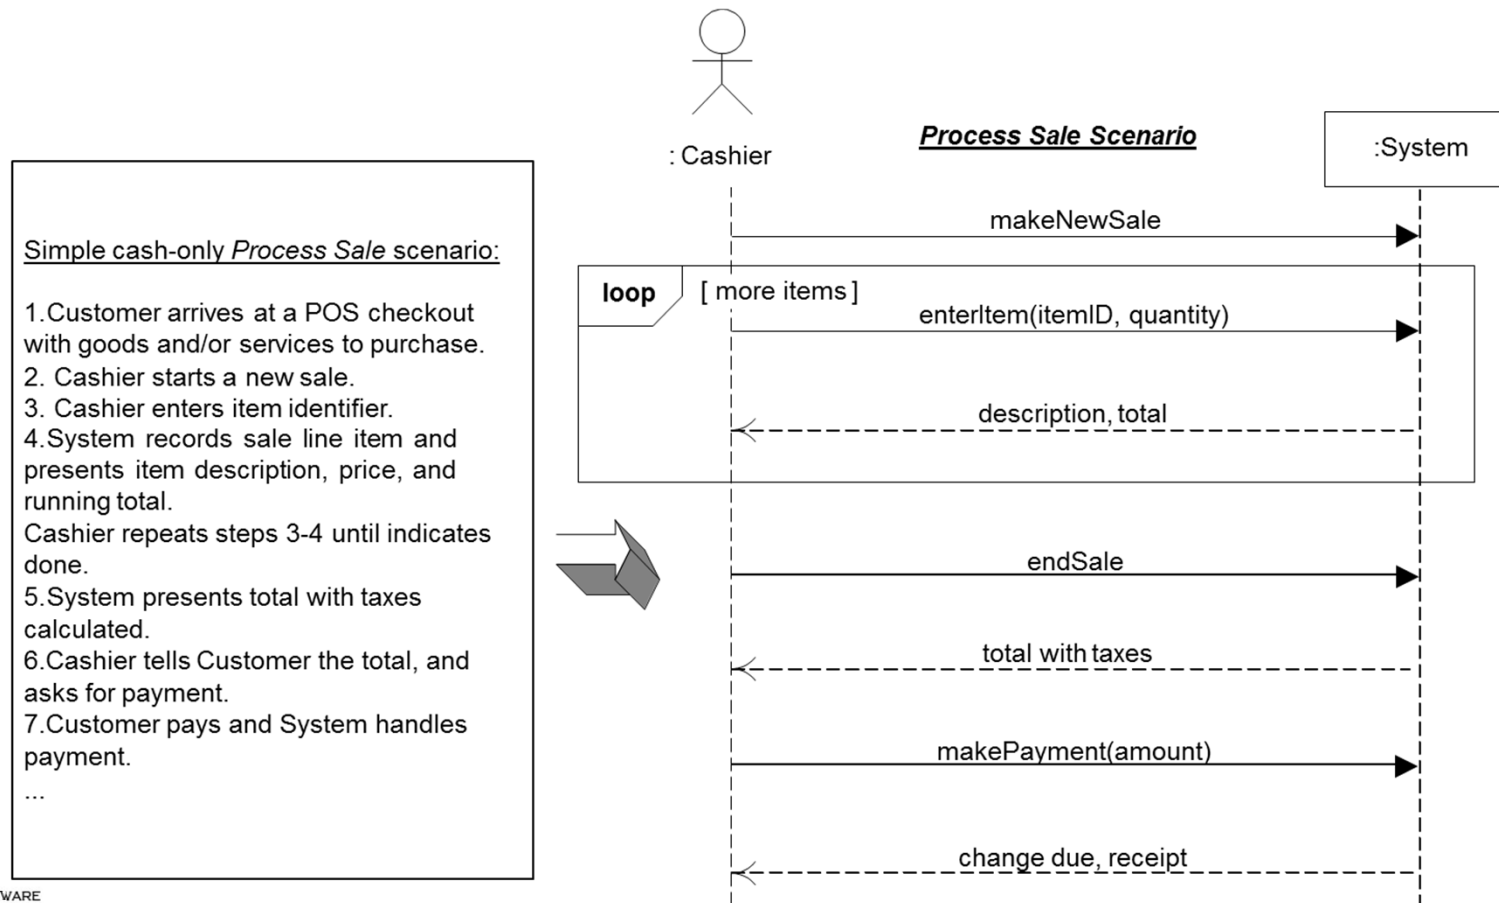 : Cashier
Process Sale Scenario
:System
Simple cash-only Process Sale scenario:
1.Customer arrives at a POS checkout
with goods and/or services to purchase.
2. Cashier starts a new sale.
3. Cashier enters item identifier.
4.System records sale line item and
presents item description, price, and
running total.
Cashier repeats steps 3-4 until indicates
done.
5.System presents total with taxes
calculated.
6.Cashier tells Customer the total, and
asks for payment.
7.Customer pays and System handles
payment.
...
makeNewSale
loop
[ more items ]
enterItem(itemID, quantity)
description, total
endSale
total with taxes
makePayment(amount)
change due, receipt
WARE